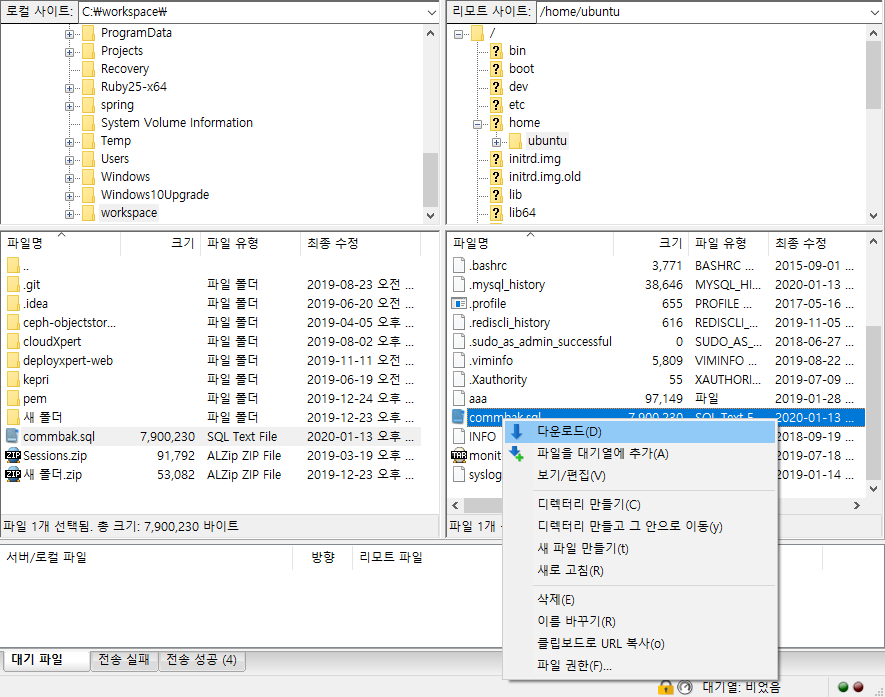 로컬 사이트: C:₩workspace₩
ProgramData
Projects
Recovery
Ruby25-x64
spring
System Volume Information
Temp
Users
Windows
Windows10Upgrade
workspace
리모트 사이트: /home/ubuntu
/
bin
boot
dev
etc
home
ubuntu
initrd.img
initrd.img.old
lib
lib64
파일명 크기 파일 유형 최종 수정
..
.git 파일 폴더 2019-08-23 오전 ...
.idea 파일 폴더 2019-06-20 오전 ...
ceph-objectstor... 파일 폴더 2019-04-05 오후 ...
cloudXpert 파일 폴더 2019-08-02 오후 ...
deployxpert-web 파일 폴더 2019-11-11 오전 ...
kepri 파일 폴더 2019-06-19 오전 ...
pem 파일 폴더 2019-12-24 오후 ...
새 폴더 파일 폴더 2019-12-23 오후 ...
commbak.sql 7,900,230 SQL Text File 2020-01-13 오후 ...
Sessions.zip 91,792 ALZip ZIP File 2019-03-19 오후 ...
새 폴더.zip 53,082 ALZip ZIP File 2019-12-23 오후 ...
파일 1개 선택됨. 총 크기: 7,900,230 바이트
파일명 크기 파일 유형 최종 수정
.bashrc 3,771 BASHRC ... 2015-09-01 ...
.mysql_history 38,646 MYSQL_HI... 2020-01-13 ...
.profile 655 PROFILE ... 2017-05-16 ...
.rediscli_history 616 REDISCLI_... 2019-11-05 ...
.sudo_as_admin_successful 0 SUDO_AS_... 2018-06-27 ...
.viminfo 5,809 VIMINFO ... 2019-08-22 ...
.Xauthority 55 XAUTHORI... 2019-07-09 ...
aaa 97,149 파일 2019-01-28 ...
commbak.sql 7,900,230 SQL Text F... 2020-01-13 ...
INFO 2018-09-19 ...
monit 2019-07-09 ...
syslog 2019-01-14 ...
파일 1개
다운로드(D)
파일을 대기열에 추가(A)
보기/편집(V)
디렉터리 만들기(C)
디렉터리 만들고 그 안으로 이동(y)
새 파일 만들기(t)
새로 고침(R)
삭제(E)
이름 바꾸기(R)
클립보드로 URL 복사(o)
파일 권한(F)...
서버/로컬 파일 방향 리모트 파일
대기 파일 전송 실패 전송 성공 (4)
대기열: 비었음